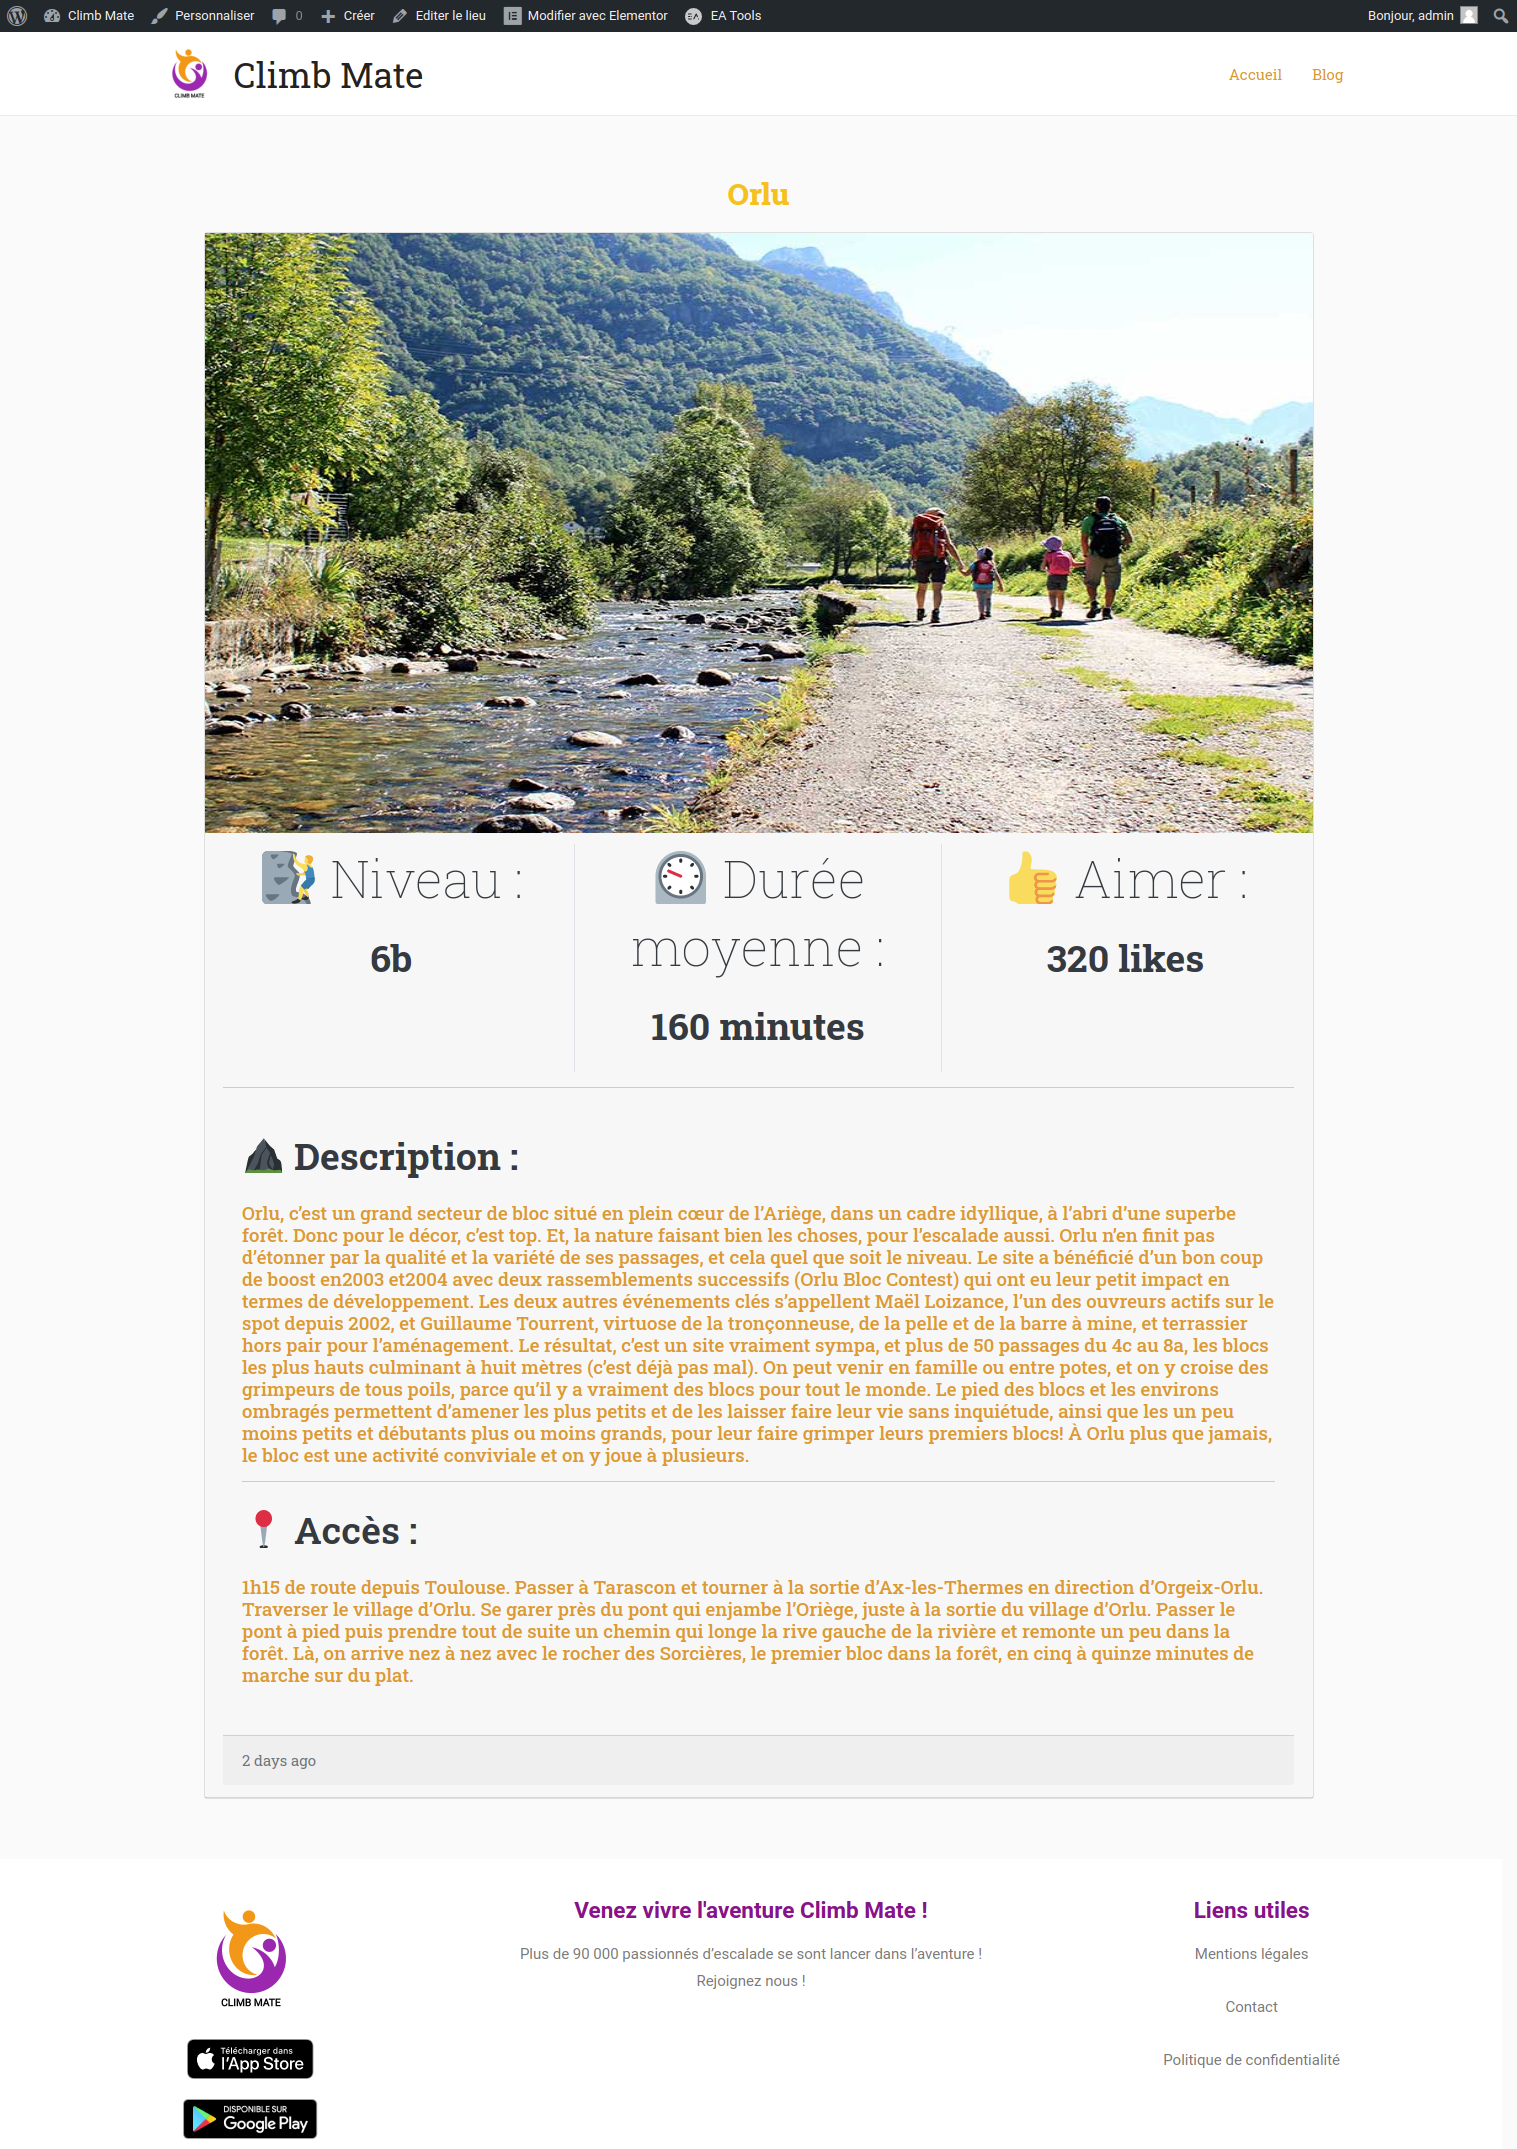 Climb Mate Personnaliser 0 Créer Editer le lieu Modifier avec Elementor EA Tools Bonjour, admin
CLIMB MATE
Climb Mate
Accueil Blog
Orlu
Niveau :
6b
Durée
moyenne :
160 minutes
Aimer :
320 likes
Description :
Orlu, c’est un grand secteur de bloc situé en plein cœur de l’Ariège, dans un cadre idyllique, à l’abri d’une superbe
forêt. Donc pour le décor, c’est top. Et, la nature faisant bien les choses, pour l’escalade aussi. Orlu n’en finit pas
d’étonner par la qualité et la variété de ses passages, et cela quel que soit le niveau. Le site a bénéficié d’un bon coup
de boost en2003 et2004 avec deux rassemblements successifs (Orlu Bloc Contest) qui ont eu leur petit impact en
termes de développement. Les deux autres événements clés s’appellent Maël Loizance, l’un des ouvreurs actifs sur le
spot depuis 2002, et Guillaume Tourrent, virtuose de la tronçonneuse, de la pelle et de la barre à mine, et terrassier
hors pair pour l’aménagement. Le résultat, c’est un site vraiment sympa, et plus de 50 passages du 4c au 8a, les blocs
les plus hauts culminant à huit mètres (c’est déjà pas mal). On peut venir en famille ou entre potes, et on y croise des
grimpeurs de tous poils, parce qu’il y a vraiment des blocs pour tout le monde. Le pied des blocs et les environs
ombragés permettent d’amener les plus petits et de les laisser faire leur vie sans inquiétude, ainsi que les un peu
moins petits et débutants plus ou moins grands, pour leur faire grimper leurs premiers blocs! À Orlu plus que jamais,
le bloc est une activité conviviale et on y joue à plusieurs.
Accès :
1h15 de route depuis Toulouse. Passer à Tarascon et tourner à la sortie d’Ax-les-Thermes en direction d’Orgeix-Orlu.
Traverser le village d’Orlu. Se garer près du pont qui enjambe l’Oriège, juste à la sortie du village d’Orlu. Passer le
pont à pied puis prendre tout de suite un chemin qui longe la rive gauche de la rivière et remonte un peu dans la
forêt. Là, on arrive nez à nez avec le rocher des Sorcières, le premier bloc dans la forêt, en cinq à quinze minutes de
marche sur du plat.
2 days ago
CLIMB MATE
Télécharger dans
l’App Store
DISPONIBLE SUR
Google Play
Venez vivre l'aventure Climb Mate !
Plus de 90 000 passionnés d’escalade se sont lancer dans l’aventure !
Rejoignez nous !
Liens utiles
Mentions légales
Contact
Politique de confidentialité